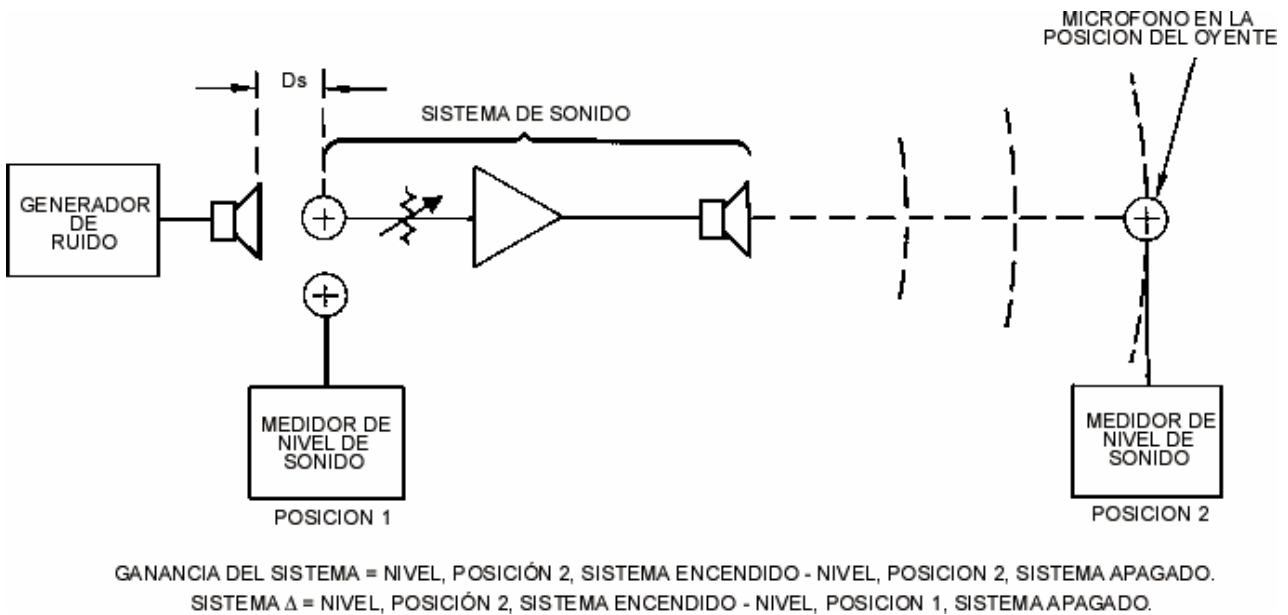 MICROFONO EN LA
POSICION DEL OYENTE
Ds
SISTEMA DE SONIDO
GENERADOR
DE
RUIDO
MEDIDOR DE
NIVEL DE
SONIDO
POSICION 1
MEDIDOR DE
NIVEL DE
SONIDO
POSICION 2
GANANCIA DEL SISTEMA = NIVEL, POSICIÓN 2, SISTEMA ENCENDIDO - NIVEL, POSICION 2, SISTEMA APAGADO.
SISTEMA Δ = NIVEL, POSICIÓN 2, SISTEMA ENCENDIDO - NIVEL, POSICION 1, SISTEMA APAGADO.